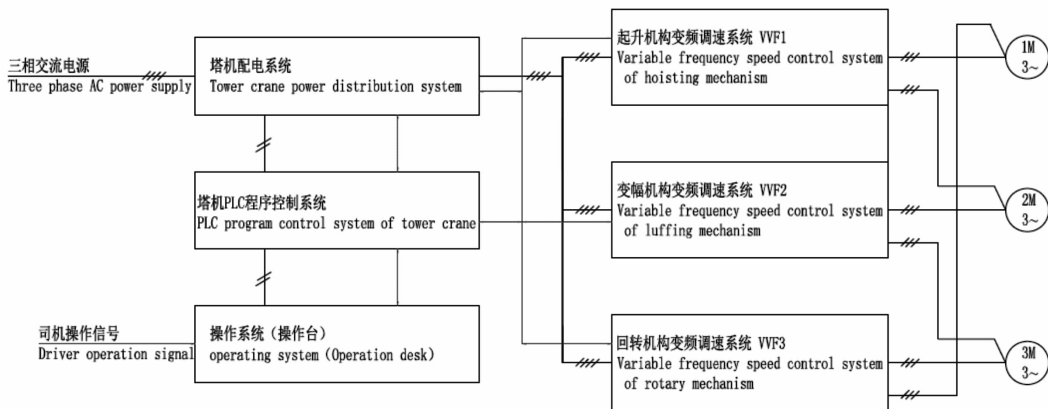 三相交流电源
Three phase AC power supply
塔机配电系统
Tower crane power distribution system
塔机PLC程序控制系统
PLC program control system of tower crane
司机操作信号
Driver operation signal
操作系统（操作台）
operating system (Operation desk)
起升机构变频调速系统 VVF1
Variable frequency speed control system
of hoisting mechanism
变幅机构变频调速系统 VVF2
Variable frequency speed control system
of luffing mechanism
回转机构变频调速系统 VVF3
Variable frequency speed control system
of rotary mechanism
1M
3~
2M
3~
3M
3~